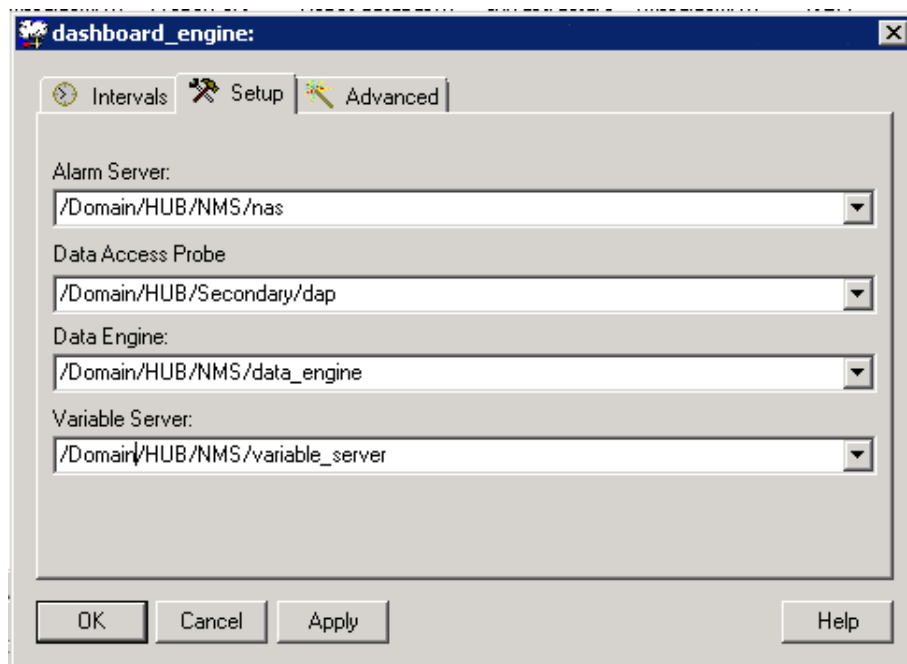 dashboard_engine:
Intervals Setup Advanced
Alarm Server:
/Domain/HUB/NMS/nas
Data Access Probe
/Domain/HUB/Secondary/dap
Data Engine:
/Domain/HUB/NMS/data_engine
Variable Server:
/Domain/HUB/NMS/variable_server
OK Cancel Apply Help